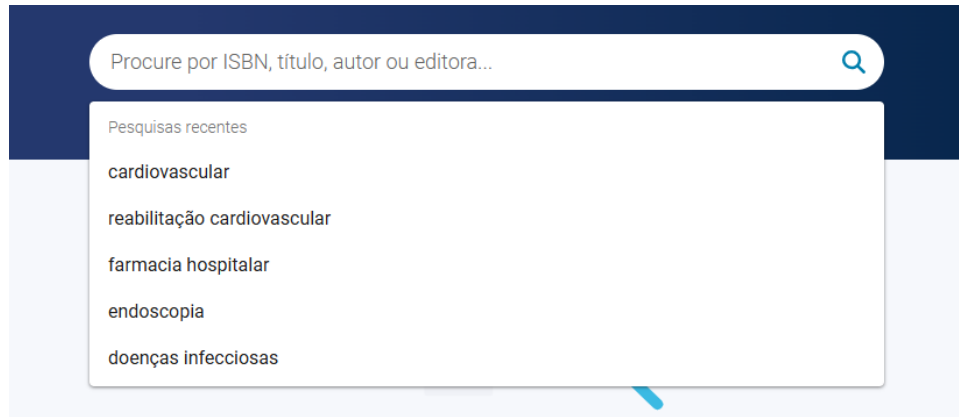 Procure por ISBN, título, autor ou editora...
Pesquisas recentes
cardiovascular
reabilitação cardiovascular
farmacia hospitalar
endoscopia
doenças infecciosas